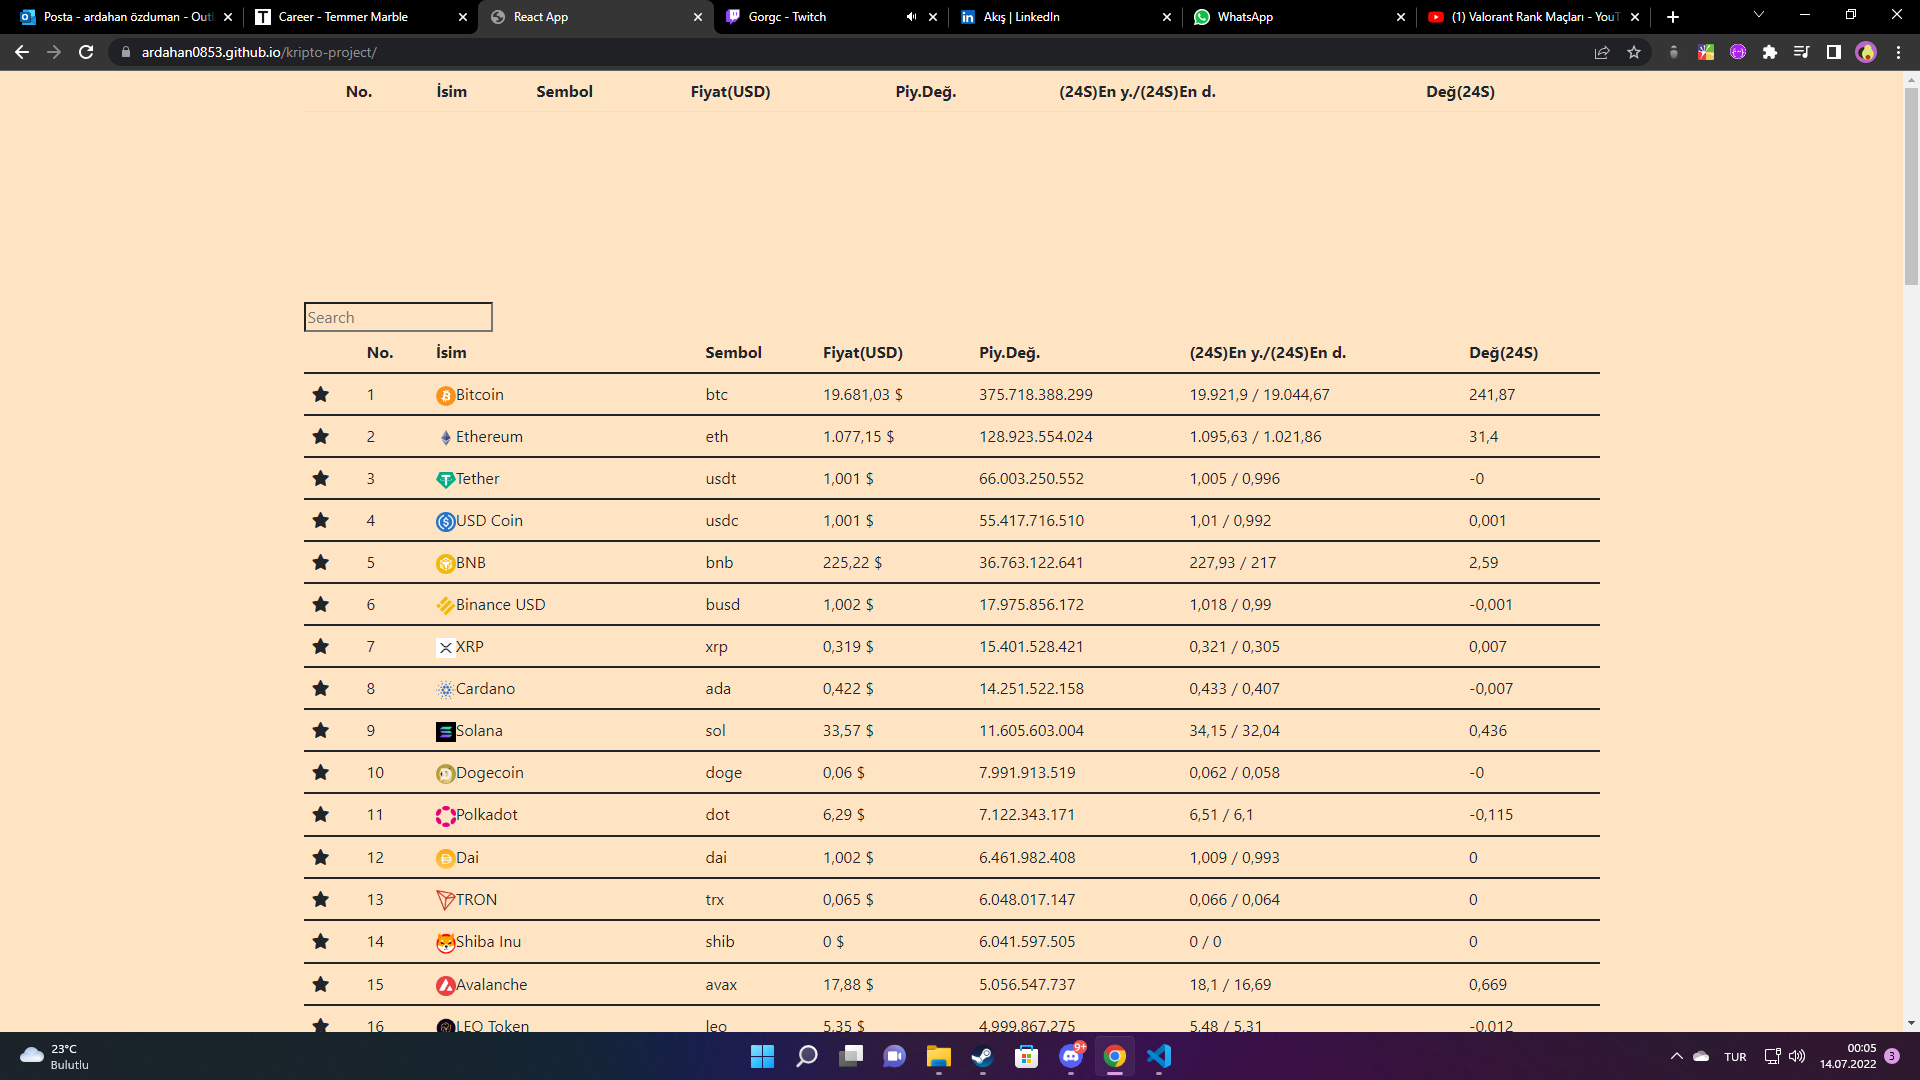 Posta - ardahan özduman - Outl
Career - Temmer Marble
React App
Gorgc - Twitch
Akış | LinkedIn
WhatsApp
(1) Valorant Rank Maçları - YouT
ardahan0853.github.io/kripto-project/
No. İsim Sembol Fiyat(USD) Piy.Değ. (24S)En y./(24S)En d. Değ(24S)
Search
No. İsim Sembol Fiyat(USD) Piy.Değ. (24S)En y./(24S)En d. Değ(24S)
1 Bitcoin btc 19.681,03 $ 375.718.388.299 19.921,9 / 19.044,67 241,87
2 Ethereum eth 1.077,15 $ 128.923.554.024 1.095,63 / 1.021,86 31,4
3 Tether usdt 1,001 $ 66.003.250.552 1,005 / 0,996 -0
4 USD Coin usdc 1,001 $ 55.417.716.510 1,01 / 0,992 0,001
5 BNB bnb 225,22 $ 36.763.122.641 227,93 / 217 2,59
6 Binance USD busd 1,002 $ 17.975.856.172 1,018 / 0,99 -0,001
7 XRP xrp 0,319 $ 15.401.528.421 0,321 / 0,305 0,007
8 Cardano ada 0,422 $ 14.251.522.158 0,433 / 0,407 -0,007
9 Solana sol 33,57 $ 11.605.603.004 34,15 / 32,04 0,436
10 Dogecoin doge 0,06 $ 7.991.913.519 0,062 / 0,058 -0
11 Polkadot dot 6,29 $ 7.122.343.171 6,51 / 6,1 -0,115
12 Dai dai 1,002 $ 6.461.982.408 1,009 / 0,993 0
13 TRON trx 0,065 $ 6.048.017.147 0,066 / 0,064 0
14 Shiba Inu shib 0 $ 6.041.597.505 0 / 0 0
15 Avalanche avax 17,88 $ 5.056.547.737 18,1 / 16,69 0,669
16 LEO Token leo 5,35 $ 4.999.867.275 5,48 / 5,31 -0,012
23°C
Bulutlu
9+
TUR
00:05
14.07.2022
3